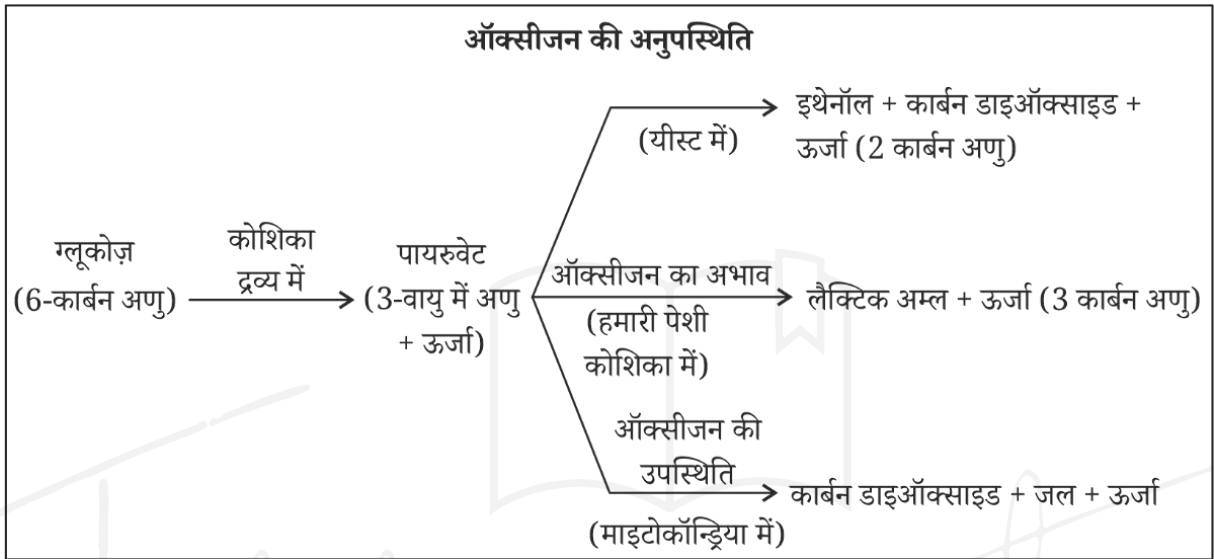 ऑक्सीजन की अनुपस्थिति
इथेनॉल + कार्बन डाइऑक्साइड +
ऊर्जा (2 कार्बन अणु)
(यीस्ट में)
ग्लूकोज़
(6-कार्बन अणु)
कोशिका
द्रव्य में
पायरुवेट
(3-वायु में अणु
+ ऊर्जा)
ऑक्सीजन का अभाव
(हमारी पेशी
कोशिका में)
लैक्टिक अम्ल + ऊर्जा (3 कार्बन अणु)
ऑक्सीजन की
उपस्थिति
(माइटोकॉन्ड्रिया में)
कार्बन डाइऑक्साइड + जल + ऊर्जा